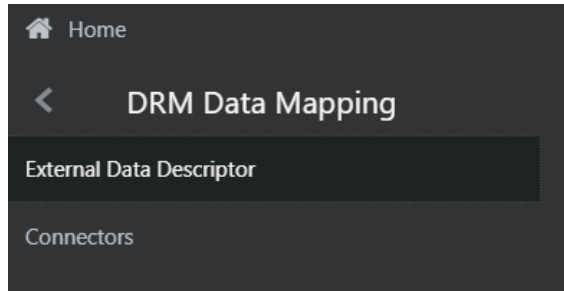 Home
DRM Data Mapping
External Data Descriptor
Connectors